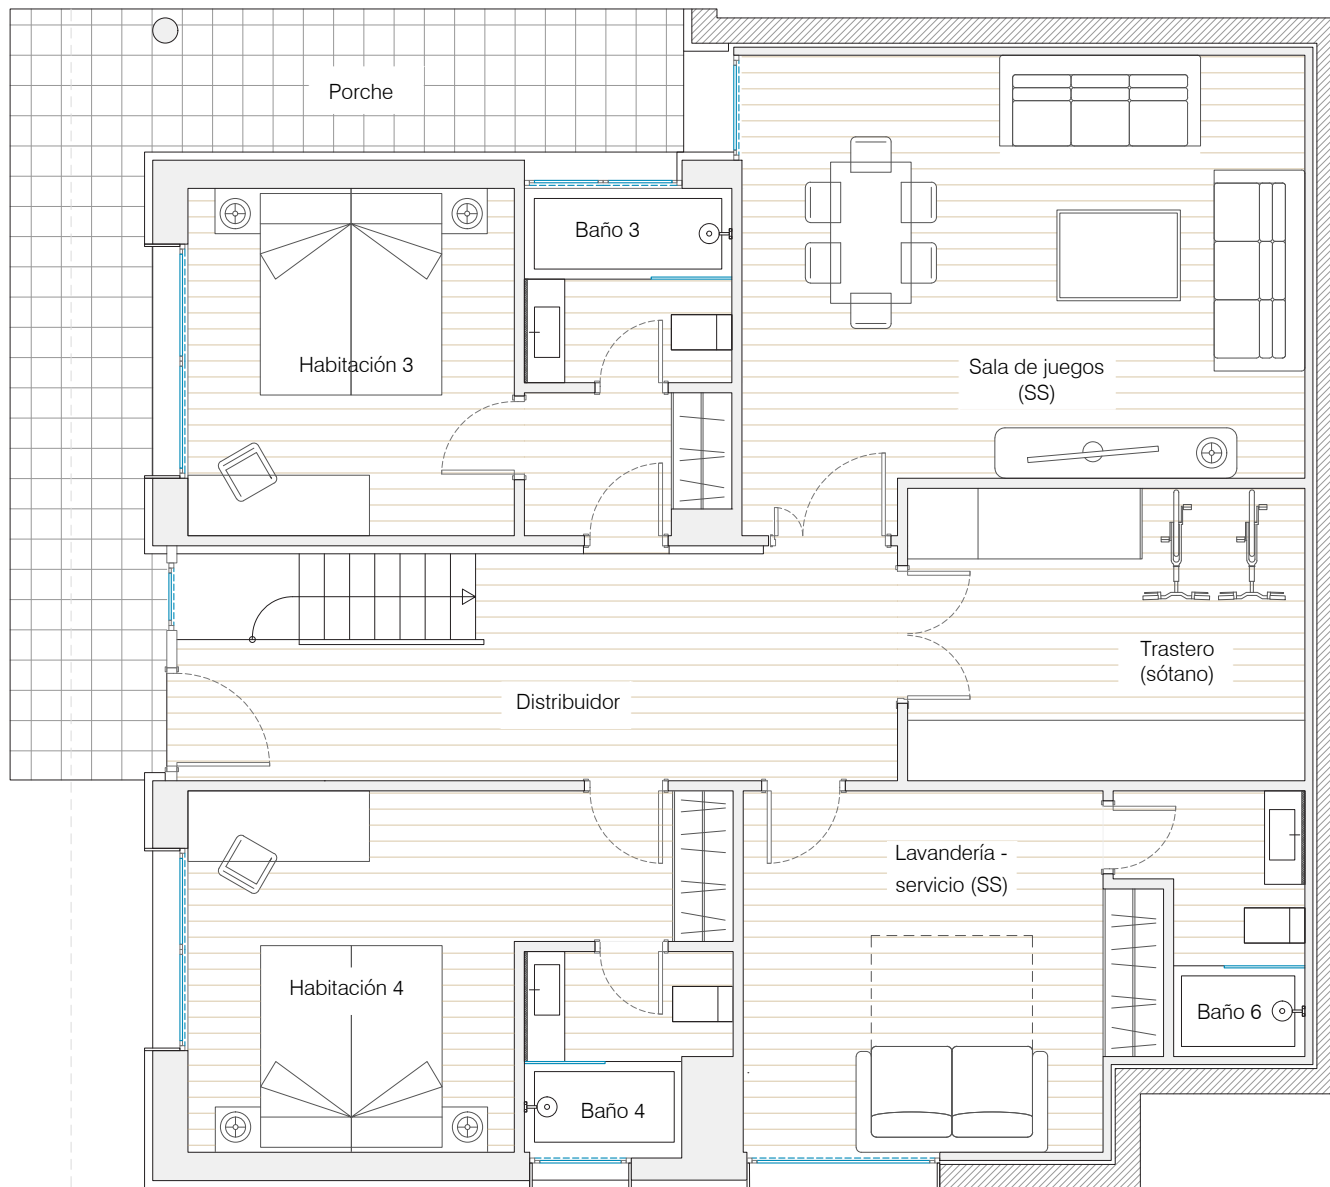 Porche
Baño 3
Habitación 3
Sala de juegos
(SS)
Trastero
(sótano)
Distribuidor
Lavandería -
servicio (SS)
Habitación 4
Baño 6
Baño 4